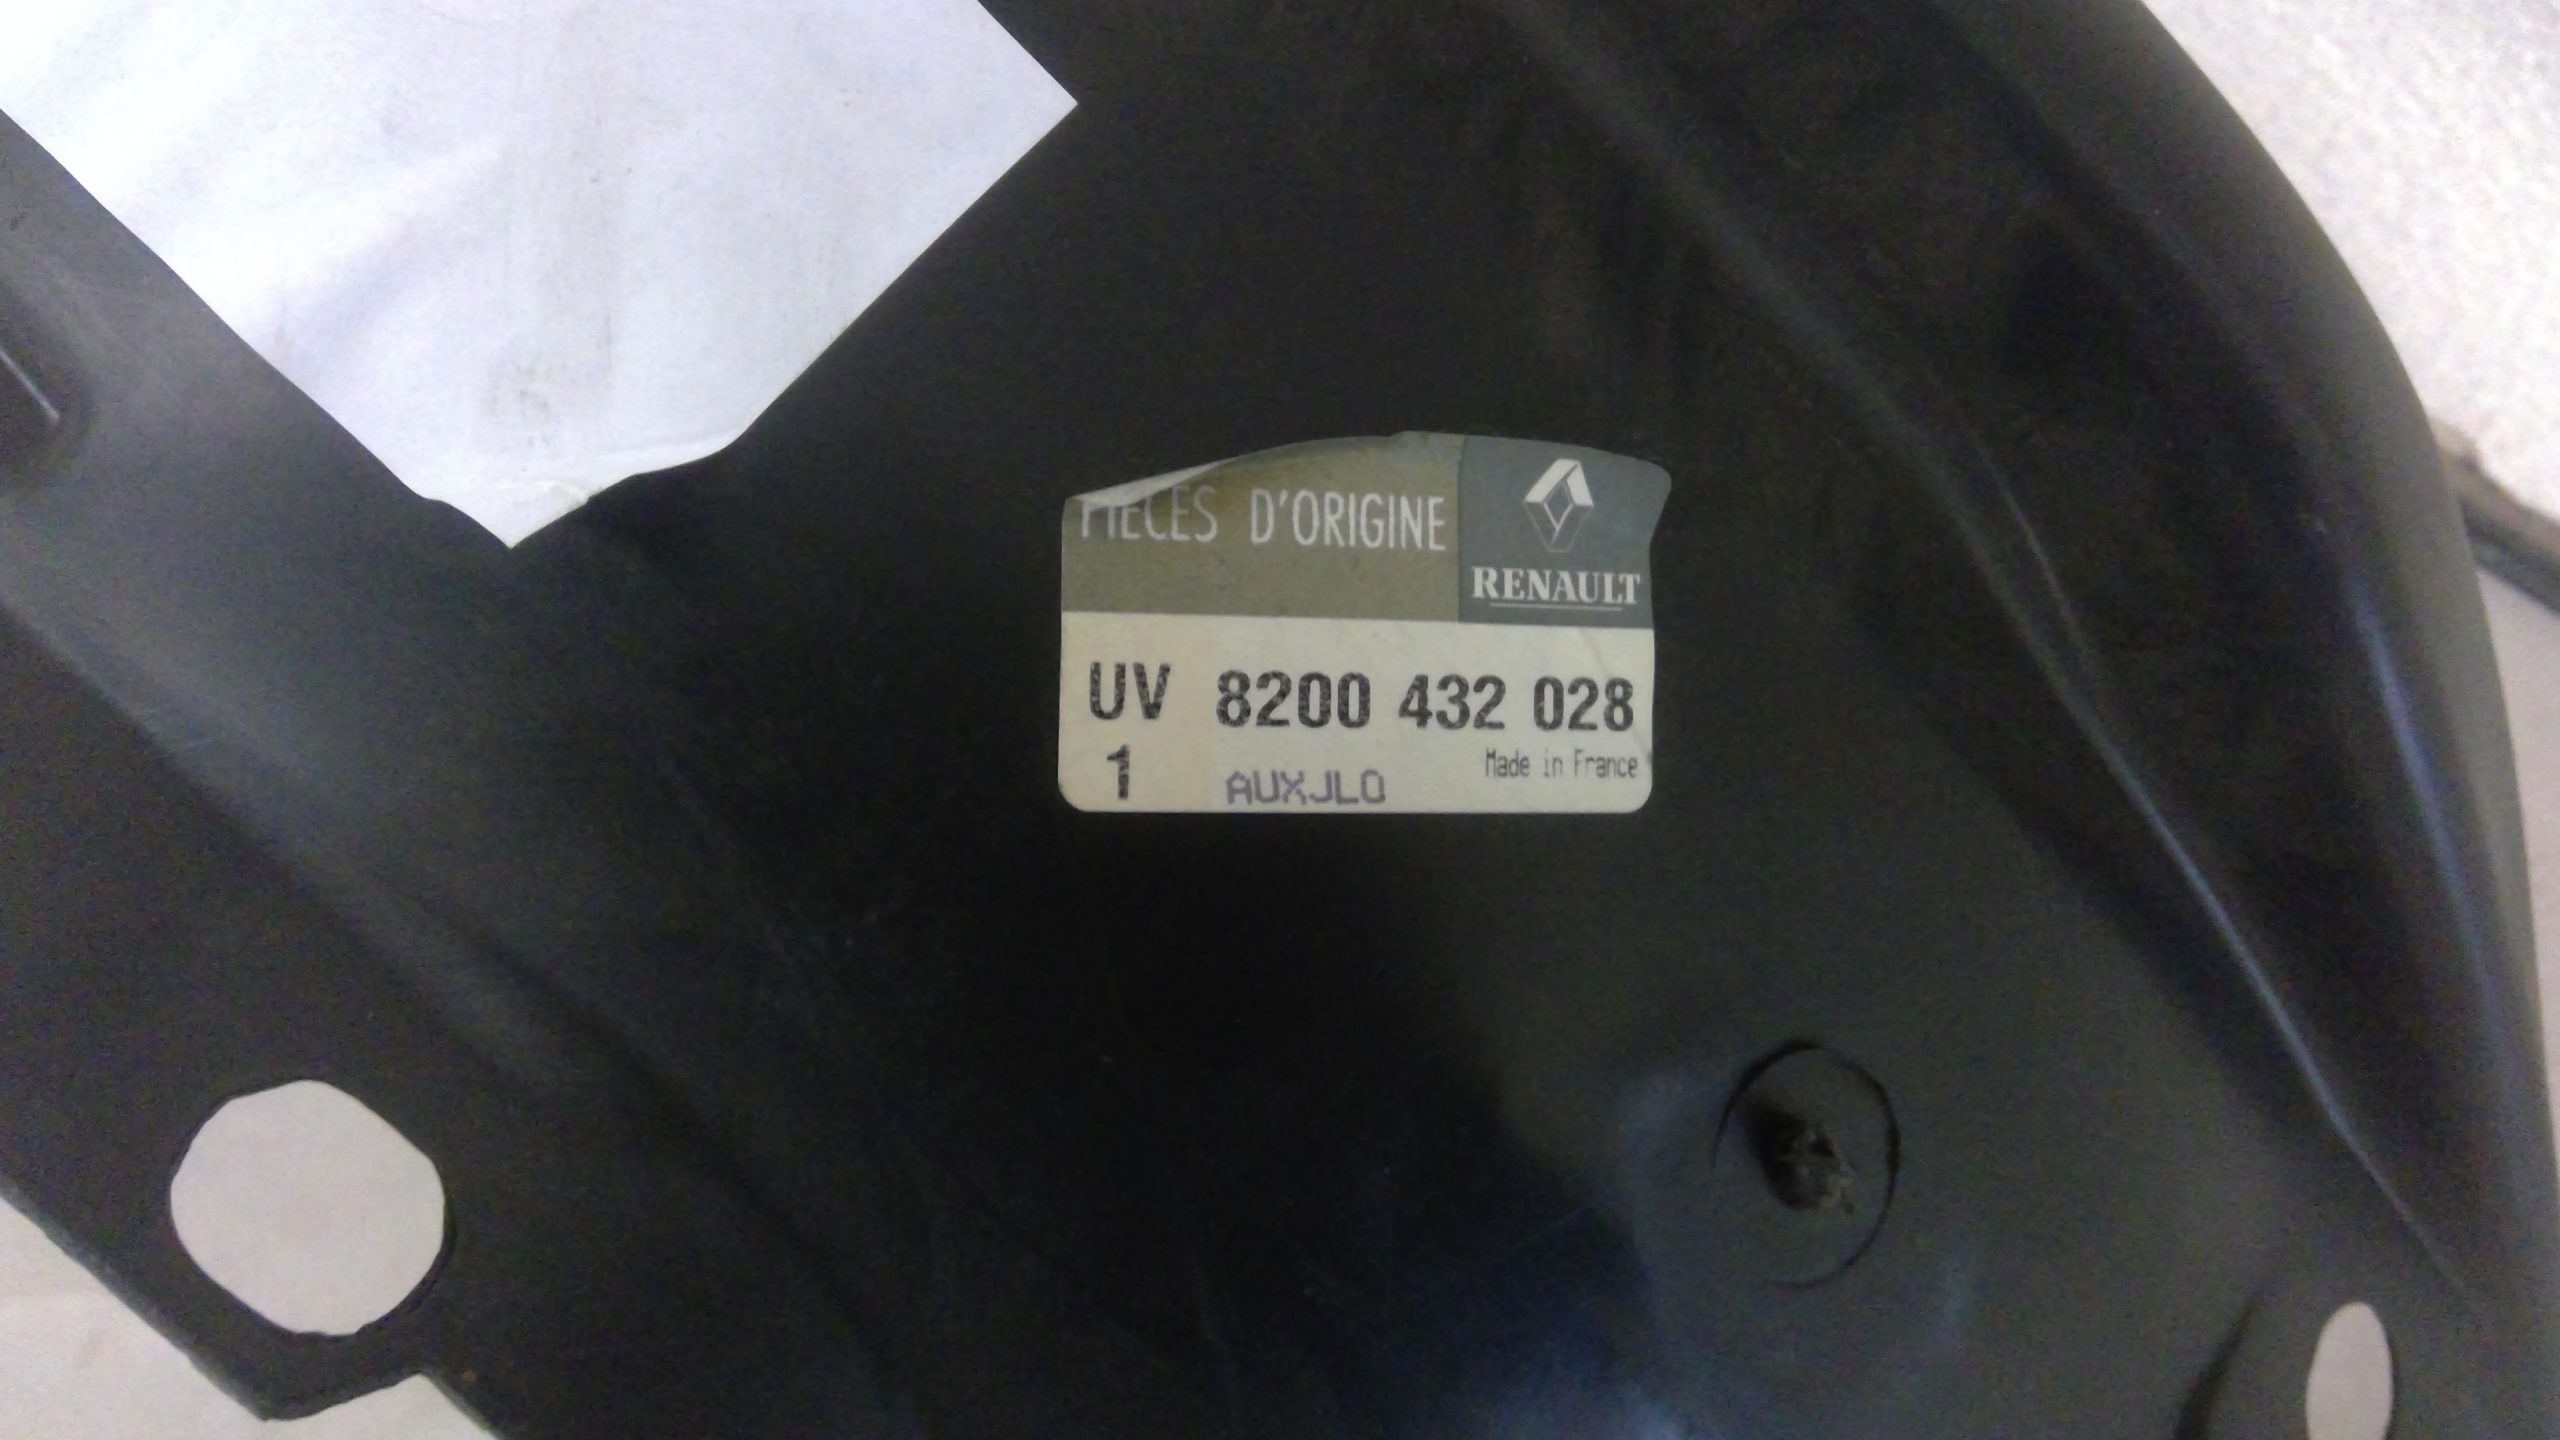 PIECES D'ORIGINE
RENAULT
UV 8200 432 028
Made in France
1 AUXJLO